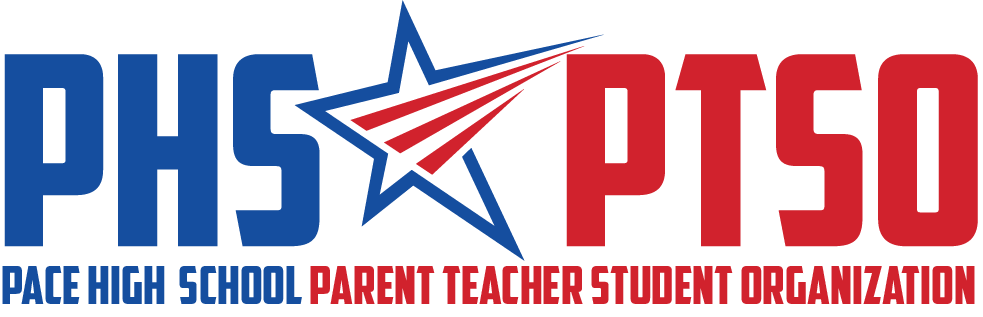 PHS PTSO
PACE HIGH SCHOOL PARENT TEACHER STUDENT ORGANIZATION